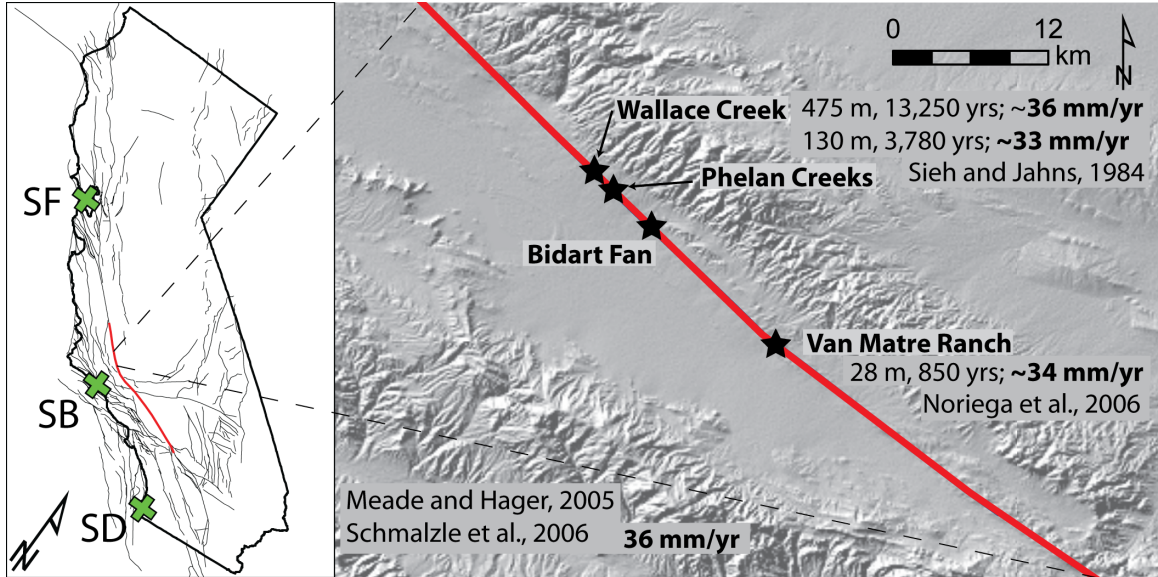 SF
SB
SD
N
0 12
km
N
Wallace Creek
475 m, 13,250 yrs; ~36 mm/yr
130 m, 3,780 yrs; ~33 mm/yr
Sieh and Jahns, 1984
Phelan Creeks
Bidart Fan
Van Matre Ranch
28 m, 850 yrs; ~34 mm/yr
Noriega et al., 2006
Meade and Hager, 2005
Schmalzle et al., 2006 36 mm/yr